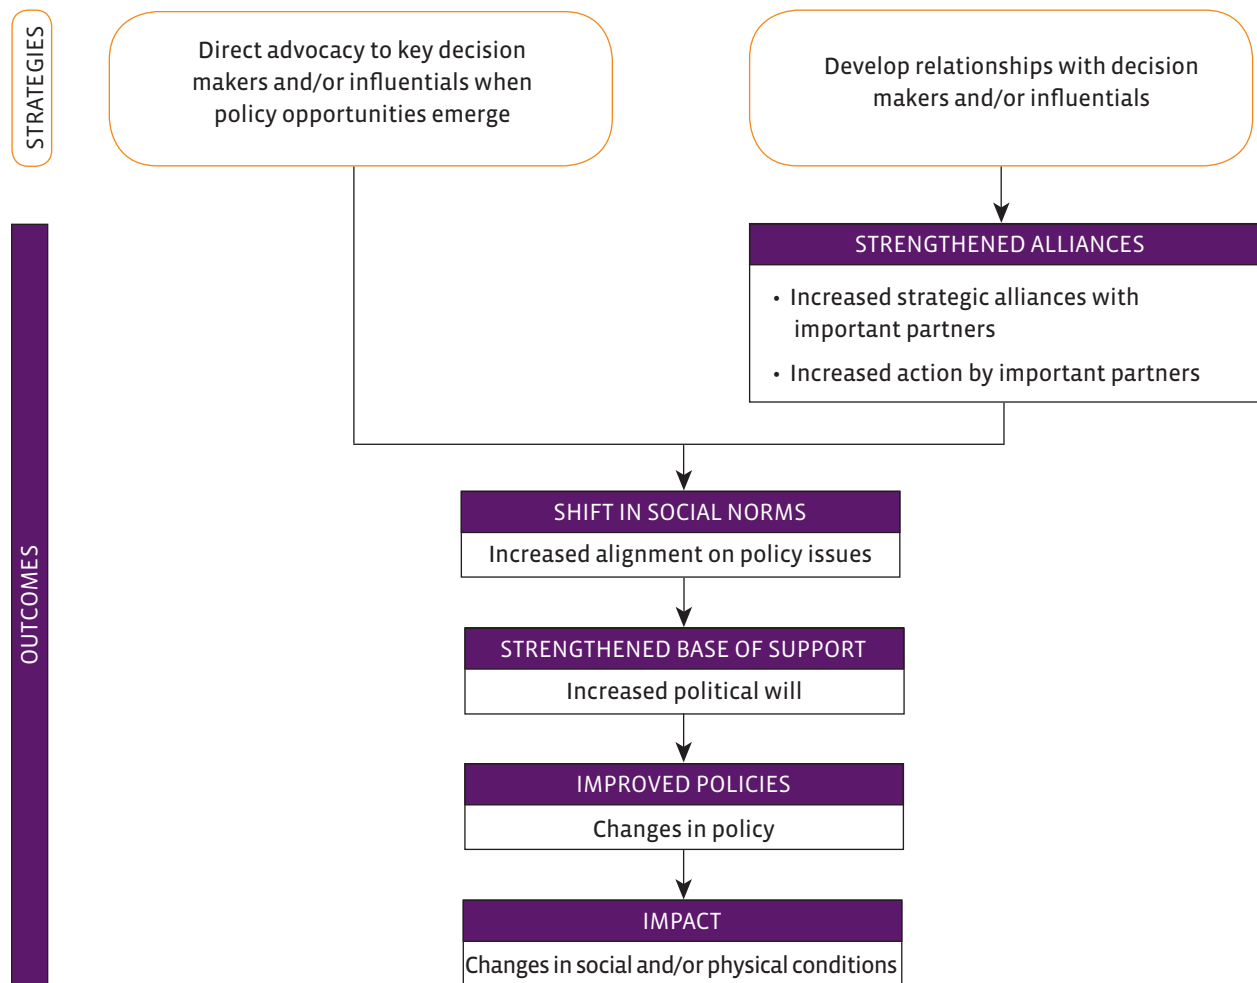 STRATEGIES
Direct advocacy to key decision
makers and/or influentials when
policy opportunities emerge
Develop relationships with decision
makers and/or influentials
OUTCOMES
STRENGTHENED ALLIANCES
• Increased strategic alliances with
important partners
• Increased action by important partners
SHIFT IN SOCIAL NORMS
Increased alignment on policy issues
STRENGTHENED BASE OF SUPPORT
Increased political will
IMPROVED POLICIES
Changes in policy
IMPACT
Changes in social and/or physical conditions